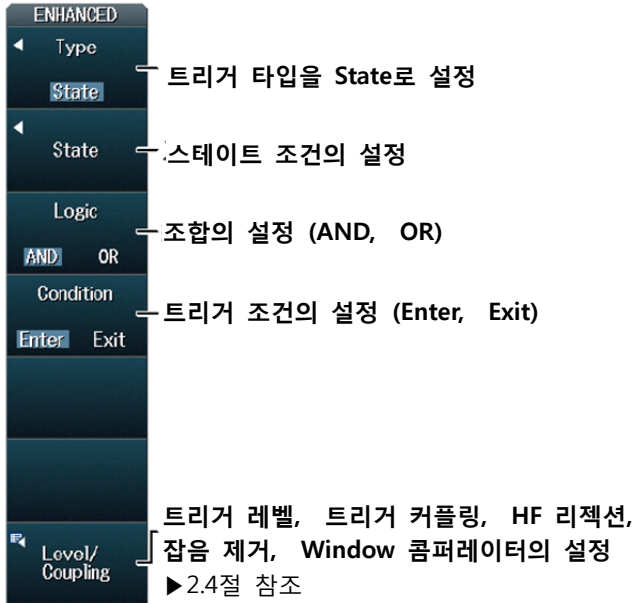 ENHANCED
Type
State
트리거 타입을 State로 설정
State
스테이트 조건의 설정
Logic
AND OR
조합의 설정 (AND, OR)
Condition
Enter Exit
트리거 조건의 설정 (Enter, Exit)
Level/
Coupling
트리거 레벨, 트리거 커플링, HF 리젝션,
잡음 제거, Window 콤퍼레이터의 설정
▶2.4절 참조